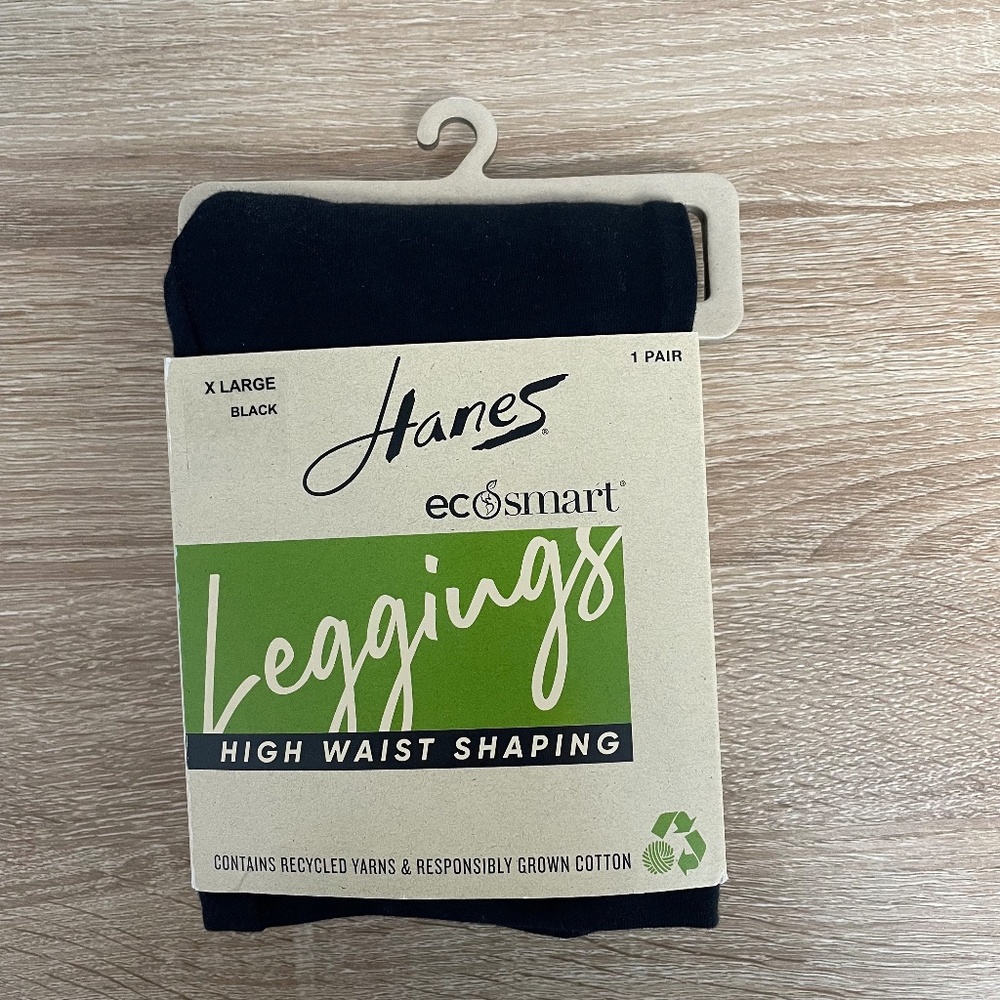 X LARGE
BLACK
1 PAIR
Hanes®
ecosmart®
Leggings
HIGH WAIST SHAPING
CONTAINS RECYCLED YARNS & RESPONSIBLY GROWN COTTON